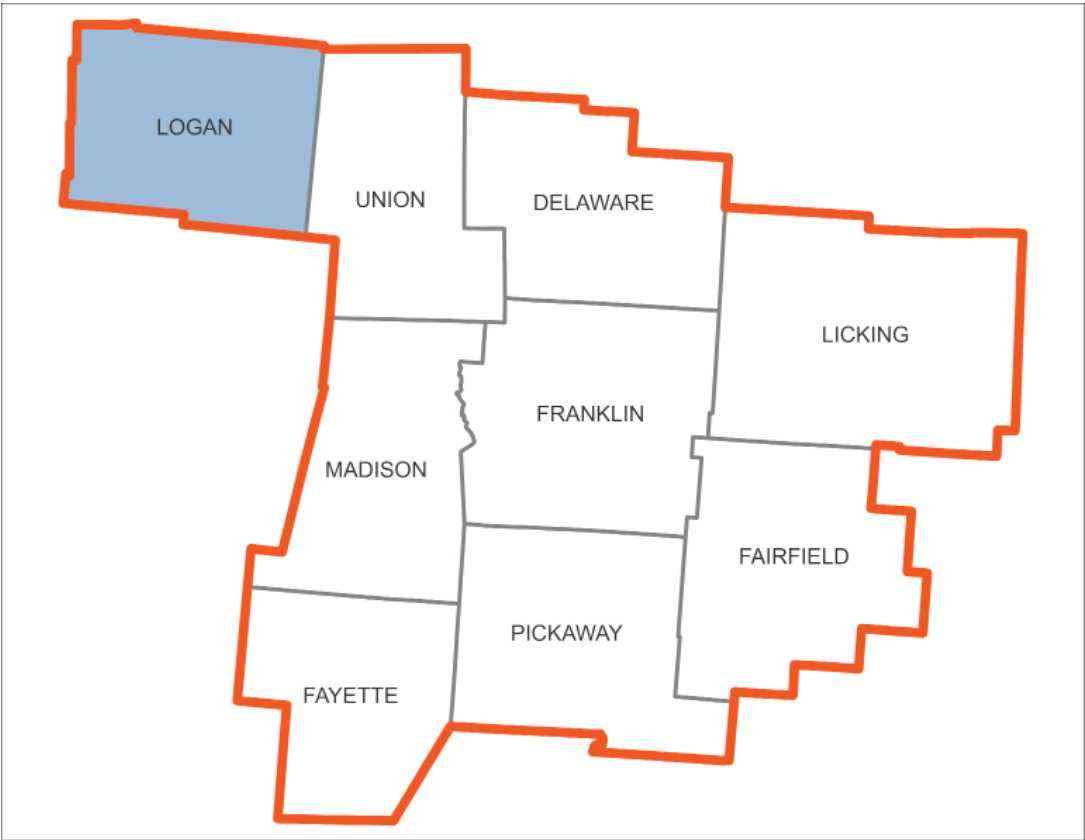 LOGAN
UNION
DELAWARE
LICKING
FRANKLIN
MADISON
FAIRFIELD
PICKAWAY
FAYETTE